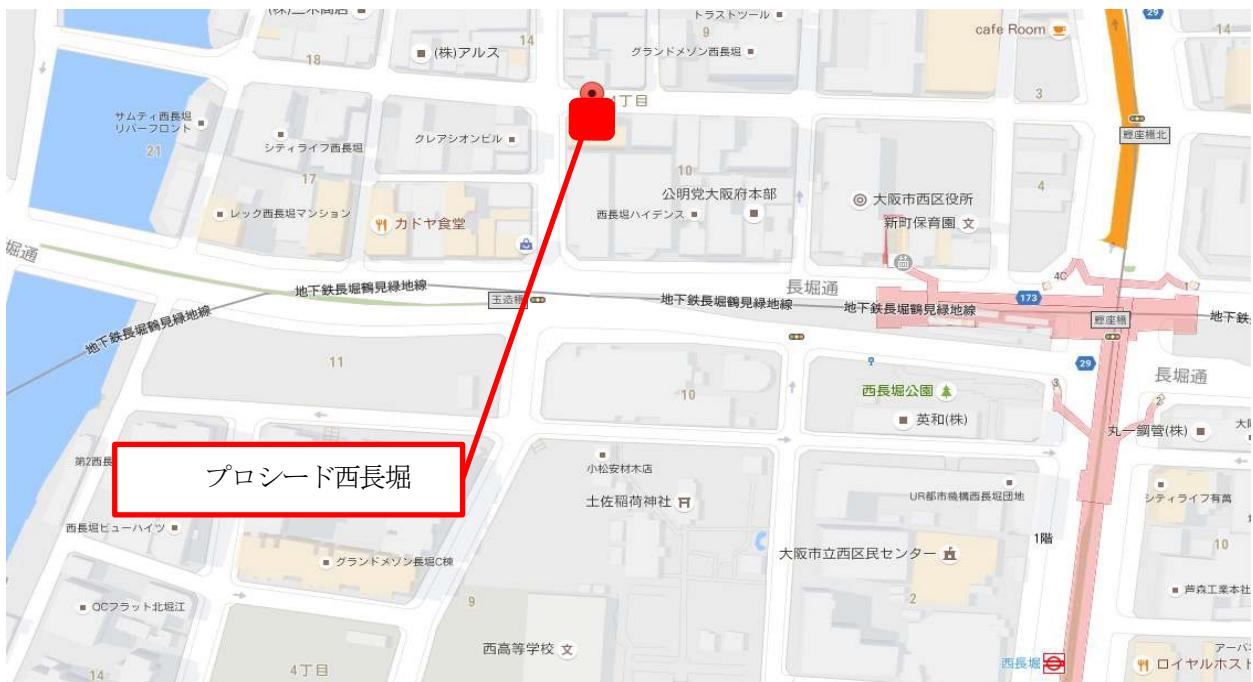 トラストツール
29
14
9
cafe Room
(株)アルス
14
グランドメゾン西長堀
18
4丁目
3
サムティ西長堀
リバーフロント
21
シティライフ西長堀
クレアシオンビル
鰹座橋北
17
10
公明党大阪府本部
大阪市西区役所
4
レック西長堀マンション
カドヤ食堂
西長堀ハイデンス
新町保育園
堀通
4C
1
地下鉄長堀鶴見緑地線
長堀通
玉造橋
地下鉄長堀鶴見緑地線
地下鉄長堀鶴見緑地線
173
鰹座橋
地下鉄
地下鉄長堀鶴見緑地線
11
29
長堀通
10
西長堀公園
3
2
英和(株)
丸一鋼管(株)
プロシード西長堀
第2西長
小松安材木店
土佐稲荷神社
UR都市機構西長堀団地
シティライフ有萬
西長堀ビューハイツ
1階
グランドメゾン長堀C棟
大阪市立西区民センター
10
芦森工業本社
OCフラット北堀江
9
2
西高等学校
14
4丁目
西長堀
アーバ
ロイヤルホスト